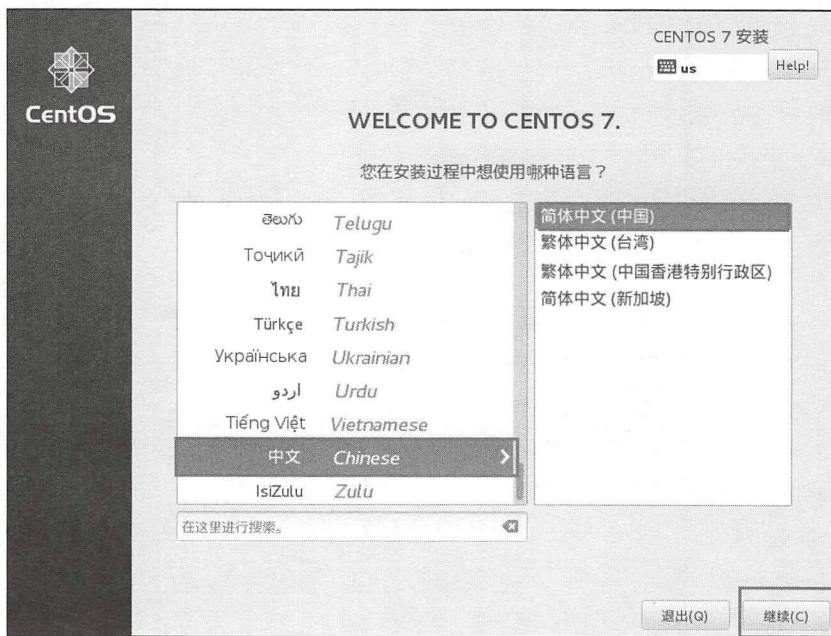 CENTOS 7 安装
us
Help!
CentOS
WELCOME TO CENTOS 7.
您在安装过程中想使用哪种语言？
తెలుగు Telugu
Тоҷикӣ Tajik
ไทย Thai
Türkçe Turkish
Українська Ukrainian
اردو Urdu
Tiếng Việt Vietnamese
中文 Chinese
IsiZulu Zulu
简体中文 (中国)
繁体中文 (台湾)
繁体中文 (中国香港特别行政区)
简体中文 (新加坡)
在这里进行搜索。
退出(Q)
继续(C)